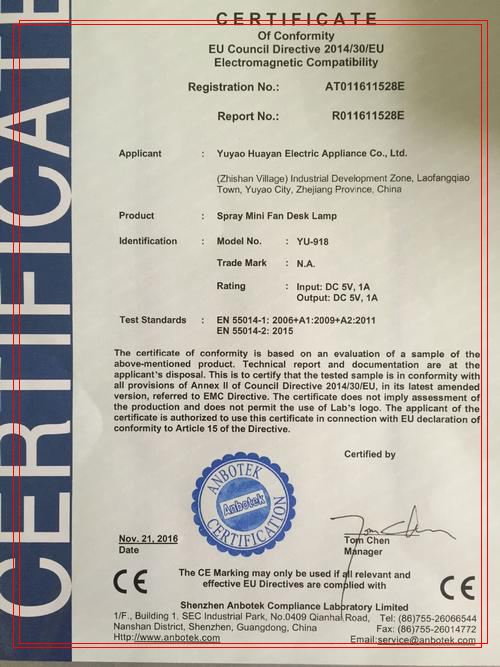 CERTIFICATE
CERTIFICATE
Of Conformity
EU Council Directive 2014/30/EU
Electromagnetic Compatibility
Registration No.: AT011611528E
Report No.: R011611528E
Applicant : Yuyao Huayan Electric Appliance Co., Ltd.
(Zhishan Village) Industrial Development Zone, Laofangqiao
Town, Yuyao City, Zhejiang Province, China
Product : Spray Mini Fan Desk Lamp
Identification : Model No. : YU-918
Trade Mark : N.A.
Rating : Input: DC 5V, 1A
Output: DC 5V, 1A
Test Standards : EN 55014-1: 2006+A1:2009+A2:2011
EN 55014-2: 2015
The certificate of conformity is based on an evaluation of a sample of the
above-mentioned product. Technical report and documentation are at the
applicant's disposal. This is to certify that the tested sample is in conformity with
all provisions of Annex II of Council Directive 2014/30/EU, in its latest amended
version, referred to EMC Directive. The certificate does not imply assessment of
the production and does not permit the use of Lab's logo. The applicant of the
certificate is authorized to use this certificate in connection with EU declaration of
conformity to Article 15 of the Directive.
Certified by
ANBOTEK
Anbotek
CERTIFICATION
Tom Chen
Nov. 21, 2016
Date
Tom Chen
Manager
CE
The CE Marking may only be used if all relevant and
effective EU Directives are complied with
CE
Shenzhen Anbotek Compliance Laboratory Limited
1/F., Building 1, SEC Industrial Park, No.0409 Qianhai Road, Tel: (86)755-26066544
Nanshan District, Shenzhen, Guangdong, China Fax: (86)755-26014772
Http://www.anbotek.com Email:service@anbotek.com